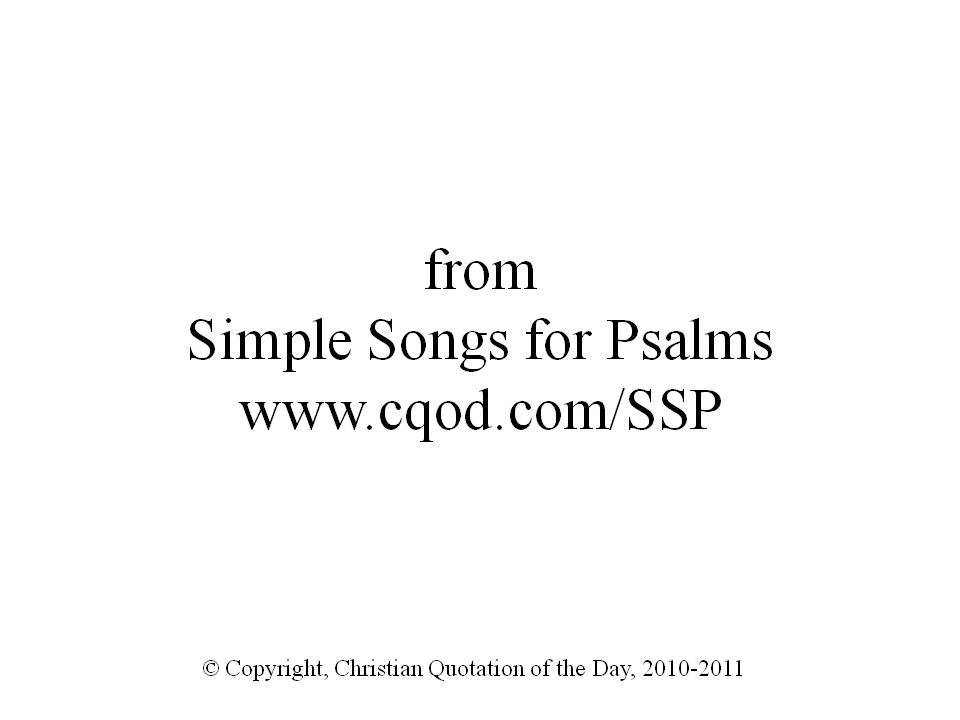 from
Simple Songs for Psalms
www.cqod.com/SSP
© Copyright, Christian Quotation of the Day, 2010-2011